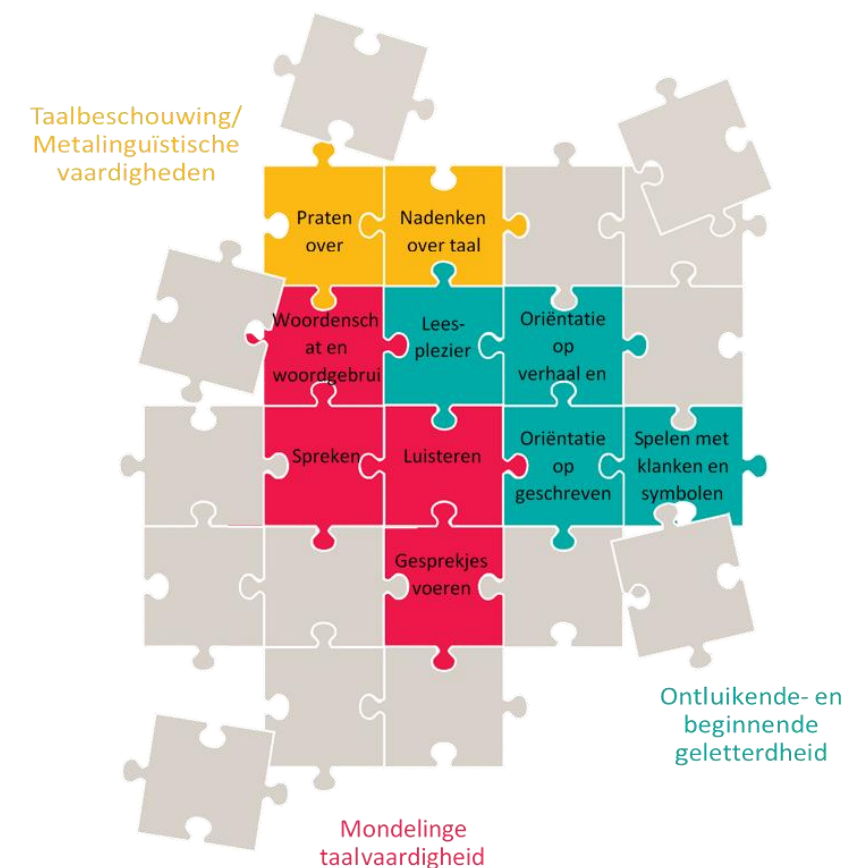 Taalbeschouwing/
Metalinguïstische
vaardigheden
Praten
over
Nadenken
over taal
Woordensch
at en
woordgebrui
Lees-
plezier
Oriëntatie
op
verhaal en
Spreken
Luisteren
Oriëntatie
op
geschreven
Spelen met
klanken en
symbolen
Gesprekjes
voeren
Ontluikende- en
beginnende
geletterdheid
Mondelinge
taalvaardigheid